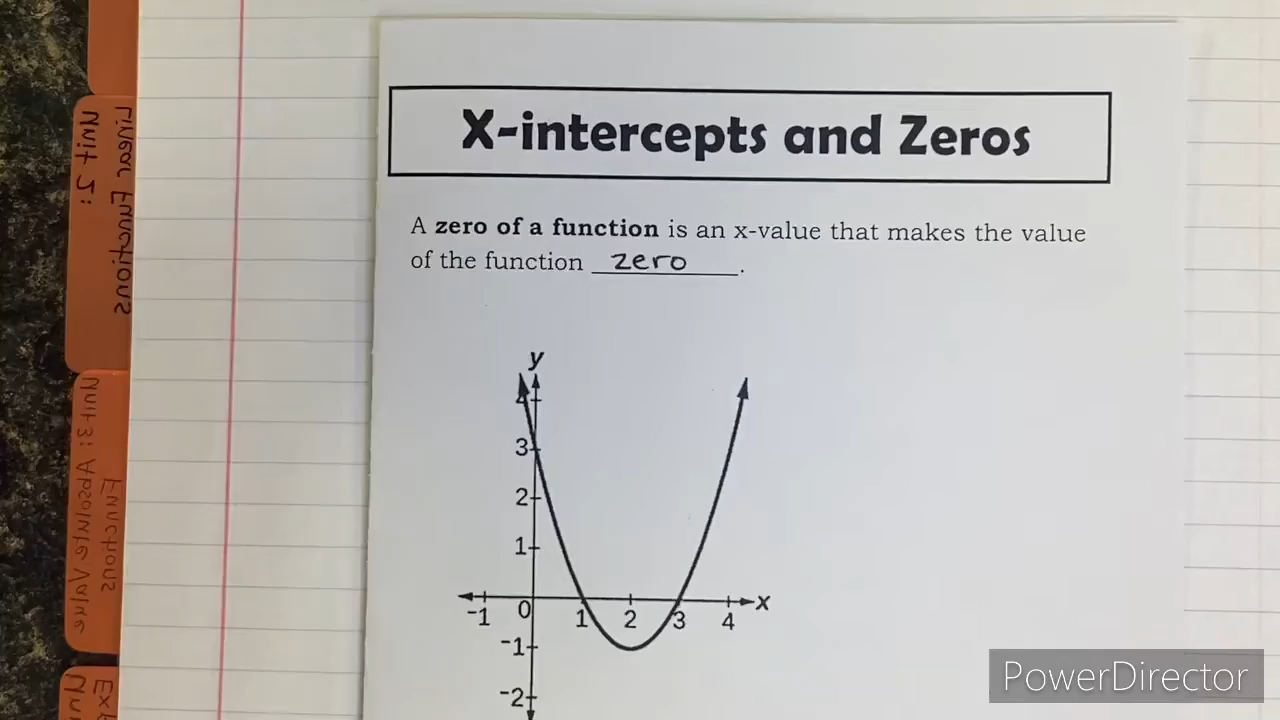 X-intercepts and Zeros
A zero of a function is an x-value that makes the value
of the function zero.
y
4
3
2
1
-1 0 1 2 3 4 x
-1
-2
Linear Functions
Unit 2:
Functions
Unit 3: Absolute Value
PowerDirector